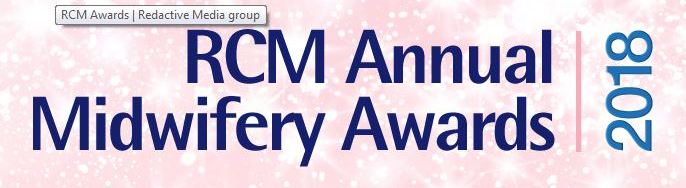 RCM Awards | Redactive Media group
RCM Annual
Midwifery Awards
2018